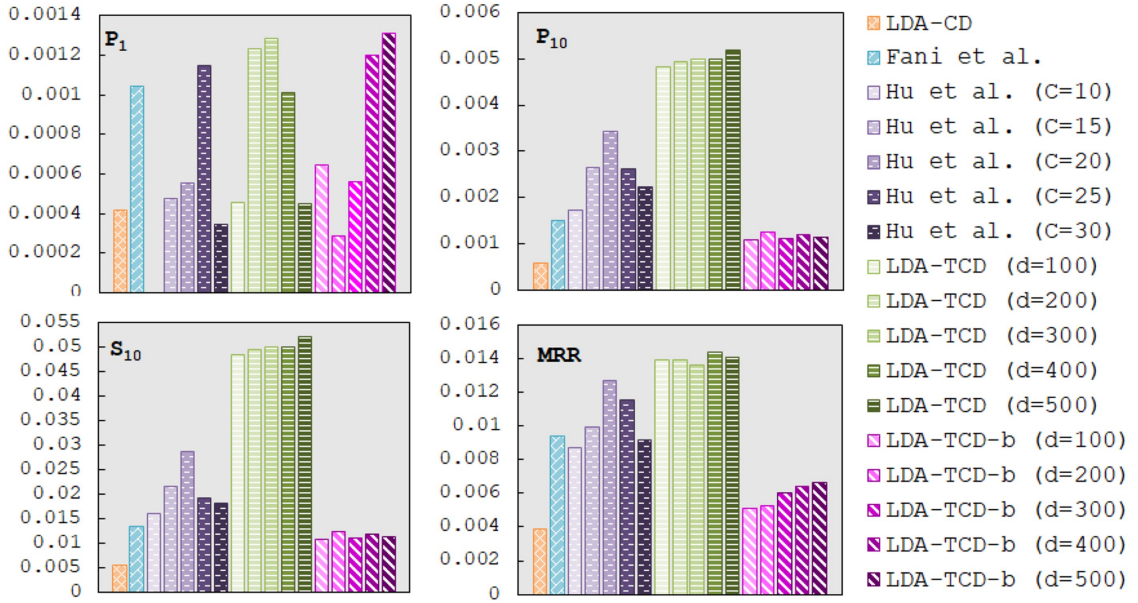 P1
0.0014
0.0012
0.001
0.0008
0.0006
0.0004
0.0002
0
P10
0.006
0.005
0.004
0.003
0.002
0.001
0
S10
0.055
0.05
0.045
0.04
0.035
0.03
0.025
0.02
0.015
0.01
0.005
0
MRR
0.016
0.014
0.012
0.01
0.008
0.006
0.004
0.002
0
LDA-CD
Fani et al.
Hu et al. (C=10)
Hu et al. (C=15)
Hu et al. (C=20)
Hu et al. (C=25)
Hu et al. (C=30)
LDA-TCD (d=100)
LDA-TCD (d=200)
LDA-TCD (d=300)
LDA-TCD (d=400)
LDA-TCD (d=500)
LDA-TCD-b (d=100)
LDA-TCD-b (d=200)
LDA-TCD-b (d=300)
LDA-TCD-b (d=400)
LDA-TCD-b (d=500)